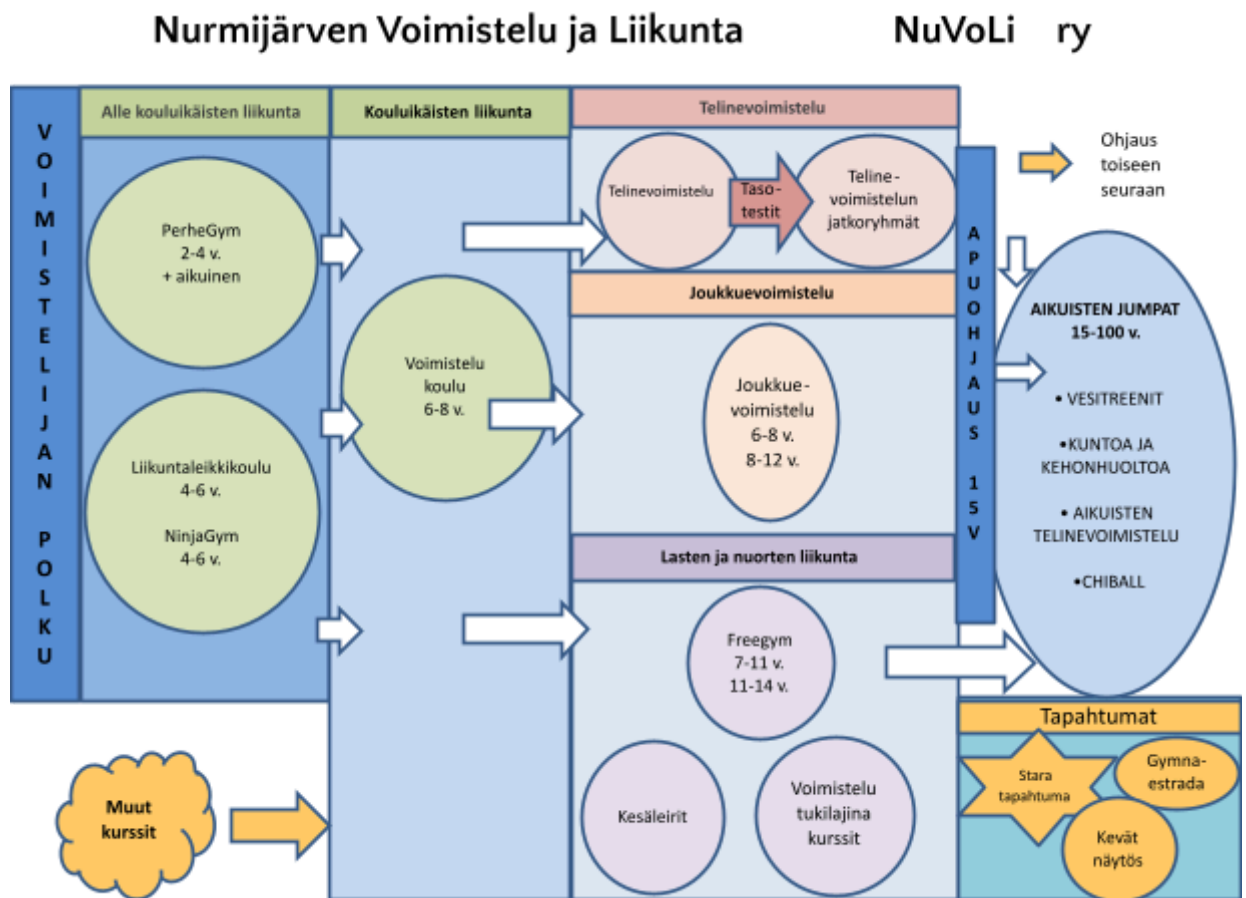 Nurmijärven Voimistelu ja Liikunta NuVoLi ry
VOIMISTELIJAN POLKU
Alle kouluikäisten liikunta
PerheGym
2-4 v.
+ aikuinen
Liikuntaleikkikoulu
4-6 v.
NinjaGym
4-6 v.
Kouluikäisten liikunta
Voimistelu
koulu
6-8 v.
Telinevoimistelu
Telinevoimistelu
Taso-
testit
Teline-
voimistelun
jatkoryhmät
Joukkuevoimistelu
Joukkue-
voimistelu
6-8 v.
8-12 v.
Lasten ja nuorten liikunta
Freegym
7-11 v.
11-14 v.
Kesäleirit
Voimistelu
tukilajina
kurssit
APUOHJAUS 15V
Ohjaus
toiseen
seuraan
AIKUISTEN JUMPAT
15-100 v.
• VESITREENIT
•KUNTOA JA
KEHONHUOLTOA
• AIKUISTEN
TELINEVOIMISTELU
•CHIBALL
Muut
kurssit
Tapahtumat
Stara
tapahtuma
Gymna-
estrada
Kevät
näytös